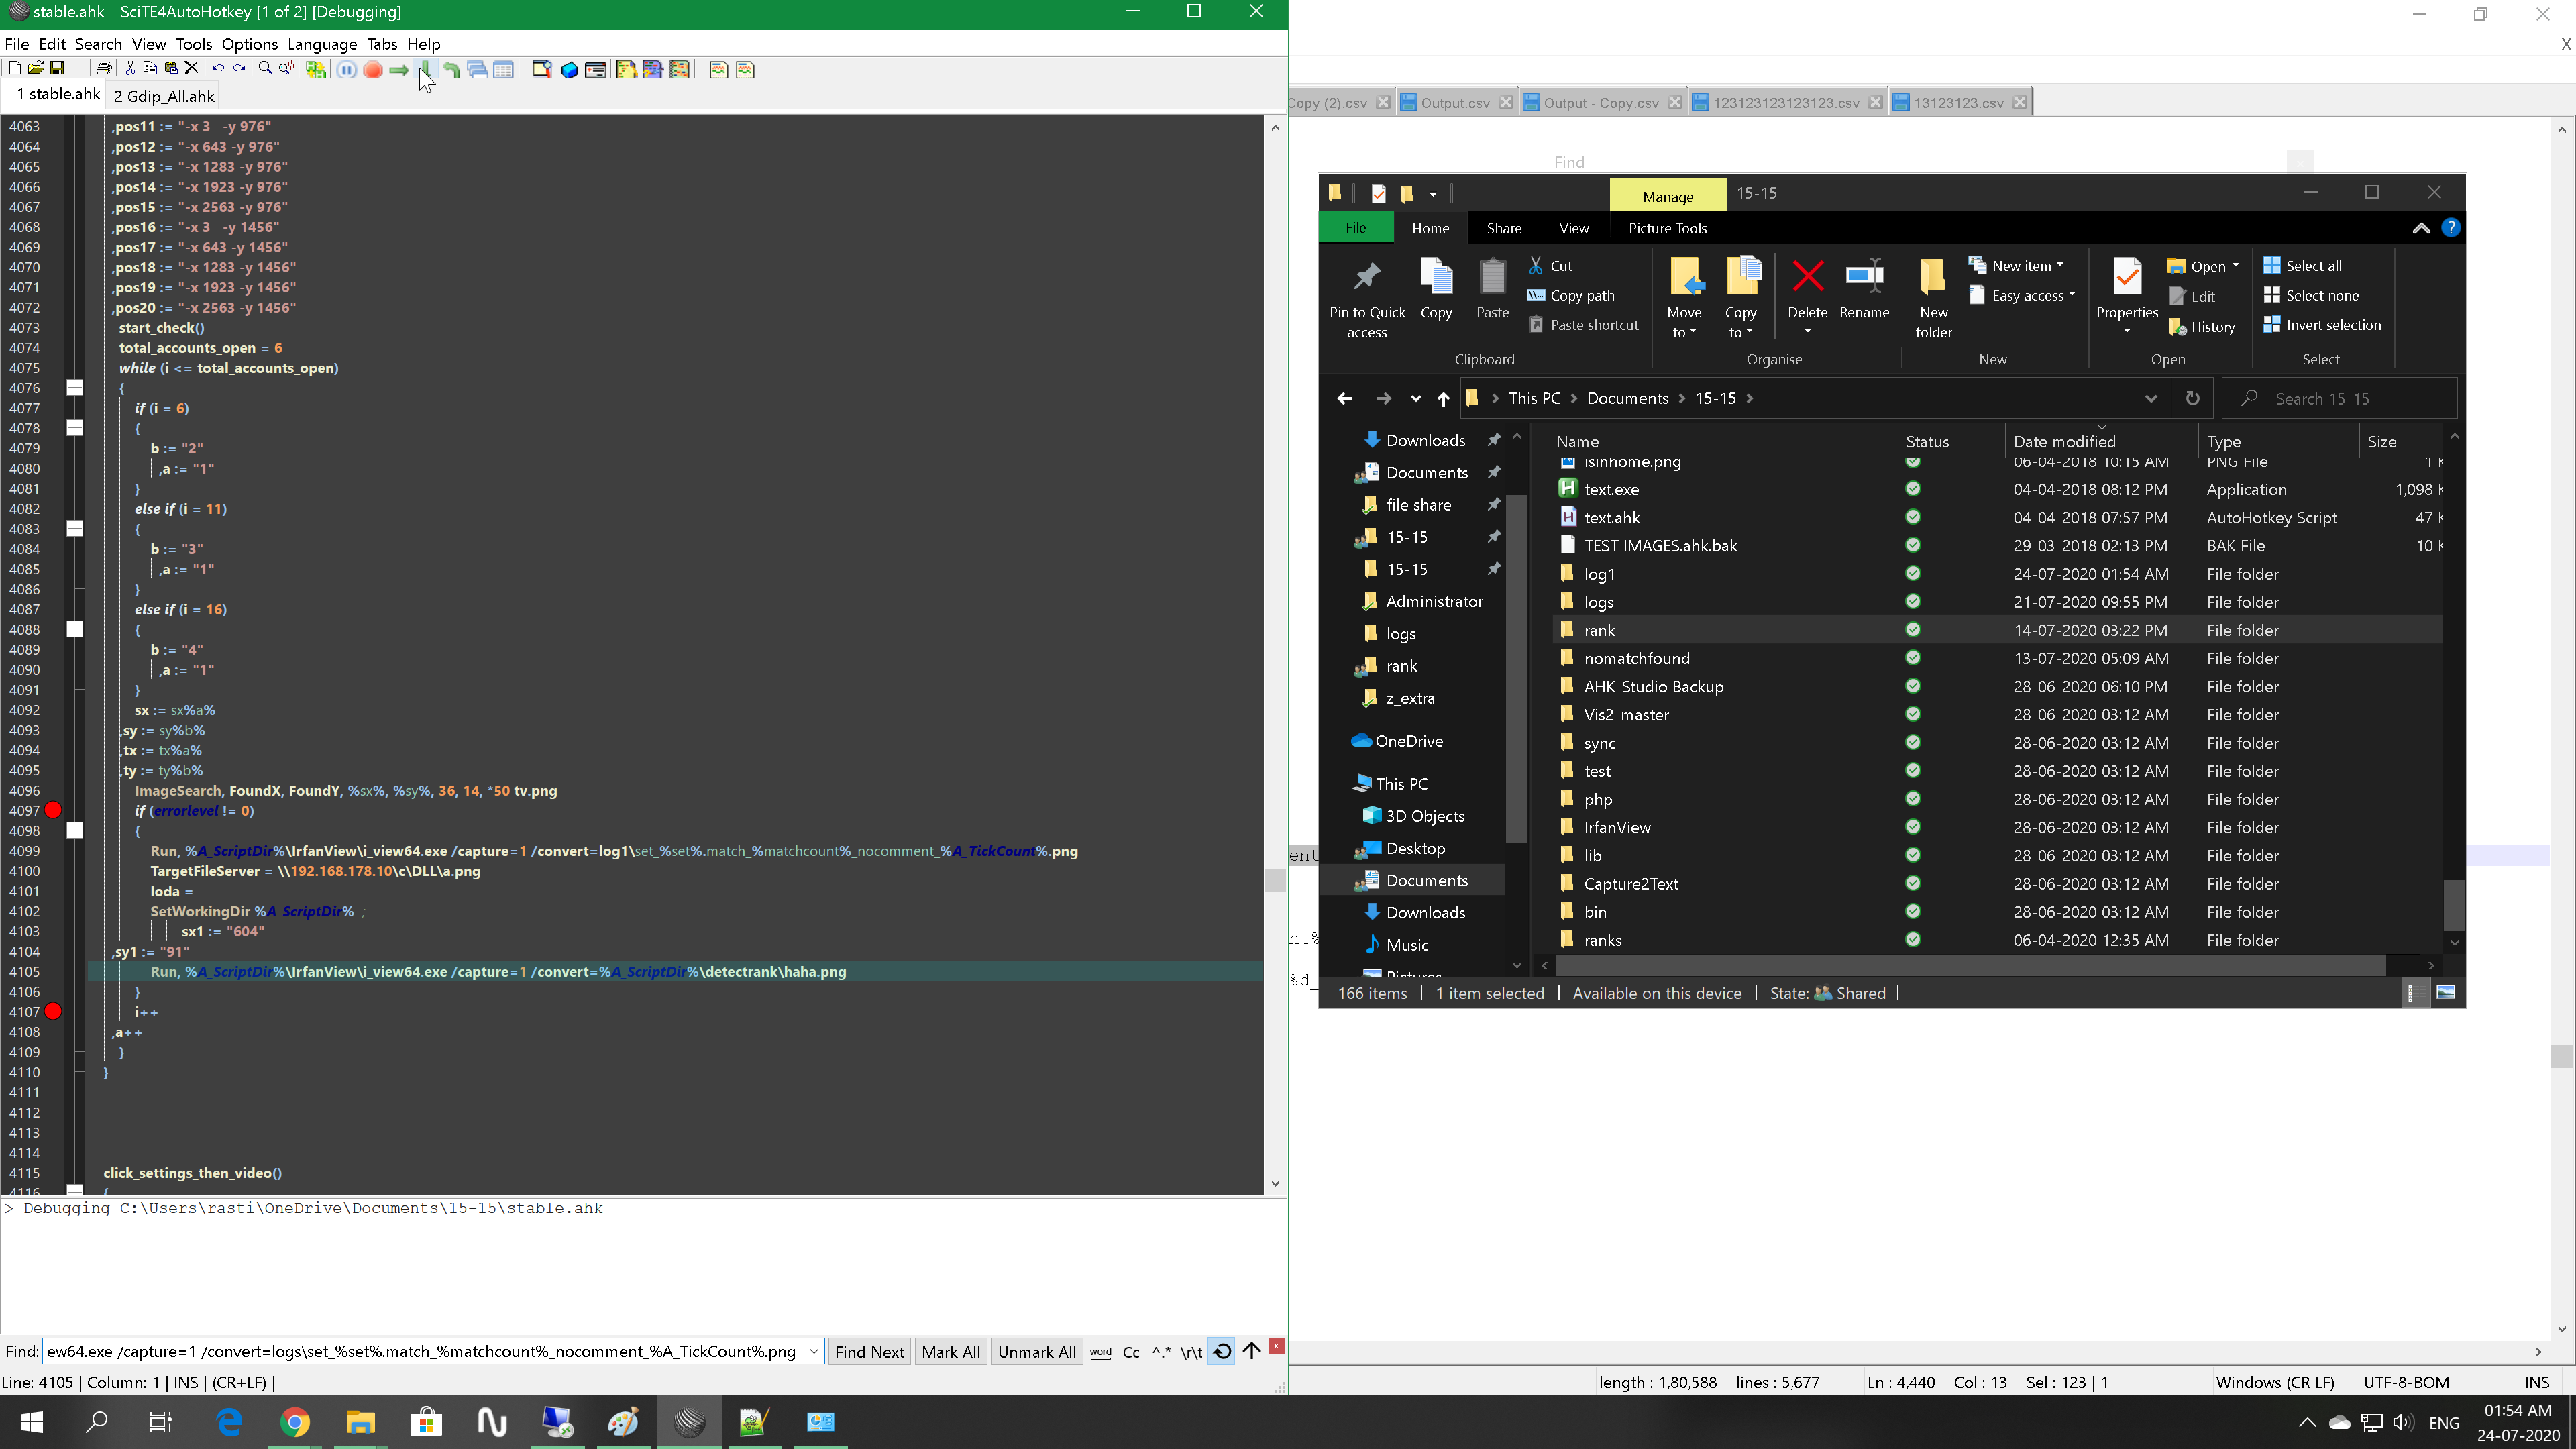 stable.ahk - SciTE4AutoHotkey [1 of 2] [Debugging]
File Edit Search View Tools Options Language Tabs Help
1 stable.ahk 2 Gdip_All.ahk
4063 ,pos11 := "-x 3 -y 976"
4064 ,pos12 := "-x 643 -y 976"
4065 ,pos13 := "-x 1283 -y 976"
4066 ,pos14 := "-x 1923 -y 976"
4067 ,pos15 := "-x 2563 -y 976"
4068 ,pos16 := "-x 3 -y 1456"
4069 ,pos17 := "-x 643 -y 1456"
4070 ,pos18 := "-x 1283 -y 1456"
4071 ,pos19 := "-x 1923 -y 1456"
4072 ,pos20 := "-x 2563 -y 1456"
4073 start_check()
4074 total_accounts_open = 6
4075 while (i <= total_accounts_open)
4076 {
4077 if (i = 6)
4078 {
4079 b := "2"
4080 ,a := "1"
4081 }
4082 else if (i = 11)
4083 {
4084 b := "3"
4085 ,a := "1"
4086 }
4087 else if (i = 16)
4088 {
4089 b := "4"
4090 ,a := "1"
4091 }
4092 sx := sx%a%
4093 ,sy := sy%b%
4094 ,tx := tx%a%
4095 ,ty := ty%b%
4096 ImageSearch, FoundX, FoundY, %sx%, %sy%, 36, 14, *50 tv.png
4097 if (errorlevel != 0)
4098 {
4099 Run, %A_ScriptDir%\IrfanView\i_view64.exe /capture=1 /convert=log1\set_%set%.match_%matchcount%_nocomment_%A_TickCount%.png
4100 TargetFileServer = \\192.168.178.10\c\DLL\a.png
4101 loda =
4102 SetWorkingDir %A_ScriptDir% ;
4103 sx1 := "604"
4104 ,sy1 := "91"
4105 Run, %A_ScriptDir%\IrfanView\i_view64.exe /capture=1 /convert=%A_ScriptDir%\detectrank\haha.png
4106 }
4107 i++
4108 ,a++
4109 }
4110 }
4111
4112
4113
4114
4115 click_settings_then_video()
4116 {
> Debugging C:\Users\rasti\OneDrive\Documents\15-15\stable.ahk
Find: ew64.exe /capture=1 /convert=logs\set_%set%.match_%matchcount%_nocomment_%A_TickCount%.png Find Next Mark All Unmark All word Cc ^.* \r\t
Line: 4105 | Column: 1 | INS | (CR+LF) |
X
Copy (2).csv Output.csv Output - Copy.csv 123123123123123.csv 13123123.csv
Find
Manage 15-15
File Home Share View Picture Tools
Pin to Quick access
Copy
Paste
Cut
Copy path
Paste shortcut
Clipboard
Move to
Copy to
Delete
Rename
Organise
New folder
New item
Easy access
New
Properties
Open
Edit
History
Open
Select all
Select none
Invert selection
Select
This PC > Documents > 15-15 >
Search 15-15
Downloads
Documents
file share
15-15
15-15
Administrator
logs
rank
z_extra
OneDrive
This PC
3D Objects
Desktop
Documents
Downloads
Music
Pictures
Name Status Date modified Type Size
isinhome.png 06-04-2018 10:15 AM PNG File 1 K
text.exe 04-04-2018 08:12 PM Application 1,098 K
text.ahk 04-04-2018 07:57 PM AutoHotkey Script 47 K
TEST IMAGES.ahk.bak 29-03-2018 02:13 PM BAK File 10 K
log1 24-07-2020 01:54 AM File folder
logs 21-07-2020 09:55 PM File folder
rank 14-07-2020 03:22 PM File folder
nomatchfound 13-07-2020 05:09 AM File folder
AHK-Studio Backup 28-06-2020 06:10 PM File folder
Vis2-master 28-06-2020 03:12 AM File folder
sync 28-06-2020 03:12 AM File folder
test 28-06-2020 03:12 AM File folder
php 28-06-2020 03:12 AM File folder
IrfanView 28-06-2020 03:12 AM File folder
lib 28-06-2020 03:12 AM File folder
Capture2Text 28-06-2020 03:12 AM File folder
bin 28-06-2020 03:12 AM File folder
ranks 06-04-2020 12:35 AM File folder
166 items | 1 item selected | Available on this device | State: Shared |
ent
nt%
%d_
length : 1,80,588 lines : 5,677 Ln : 4,440 Col : 13 Sel : 123 | 1 Windows (CR LF) UTF-8-BOM INS
ENG
01:54 AM
24-07-2020